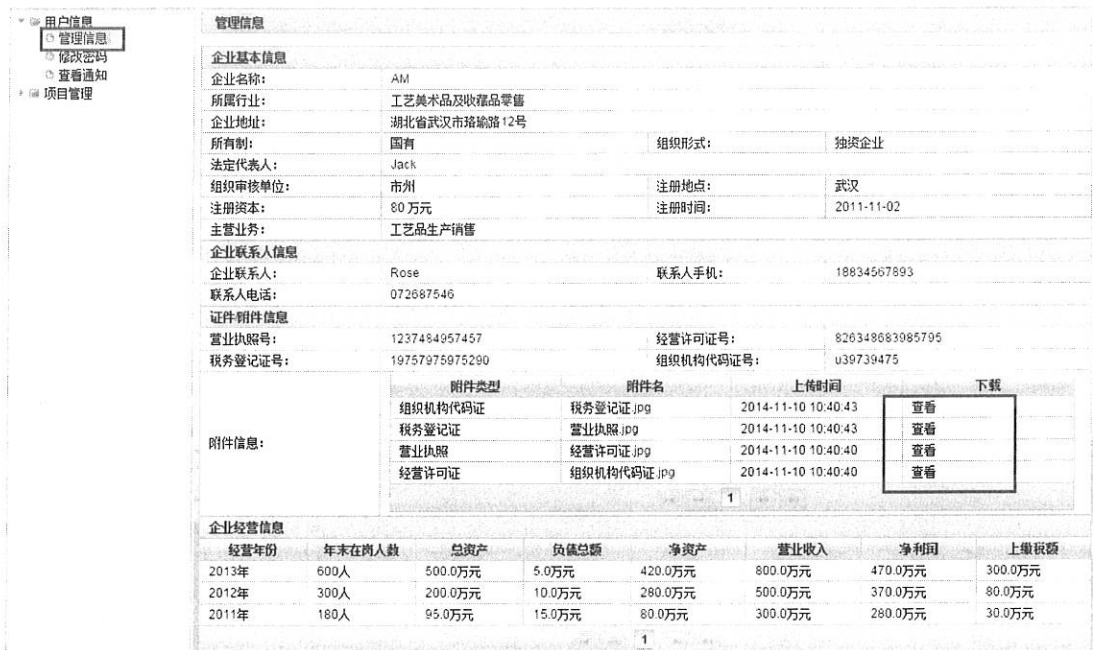 用户信息
管理信息
修改密码
查看通知
项目管理
管理信息
企业基本信息
企业名称： AM
所属行业： 工艺美术品及收藏品零售
企业地址： 湖北省武汉市珞瑜路12号
所有制： 国有 组织形式： 独资企业
法定代表人： Jack
组织审核单位： 市州 注册地点： 武汉
注册资本： 80万元 注册时间： 2011-11-02
主营业务： 工艺品生产销售
企业联系人信息
企业联系人： Rose 联系人手机： 18834567893
联系人电话： 072687546
证件附件信息
营业执照号： 1237484957457 经营许可证号： 826348683985795
税务登记证号： 19757975975290 组织机构代码证号： u39739475
附件信息：
附件类型 附件名 上传时间 下载
组织机构代码证 税务登记证.jpg 2014-11-10 10:40:43 查看
税务登记证 营业执照.jpg 2014-11-10 10:40:43 查看
营业执照 经营许可证.jpg 2014-11-10 10:40:40 查看
经营许可证 组织机构代码证.jpg 2014-11-10 10:40:40 查看
1
企业经营信息
经营年份 年末在岗人数 总资产 负债总额 净资产 营业收入 净利润 上缴税额
2013年 600人 500.0万元 5.0万元 420.0万元 800.0万元 470.0万元 300.0万元
2012年 300人 200.0万元 10.0万元 280.0万元 500.0万元 370.0万元 80.0万元
2011年 180人 95.0万元 15.0万元 80.0万元 300.0万元 280.0万元 30.0万元
1